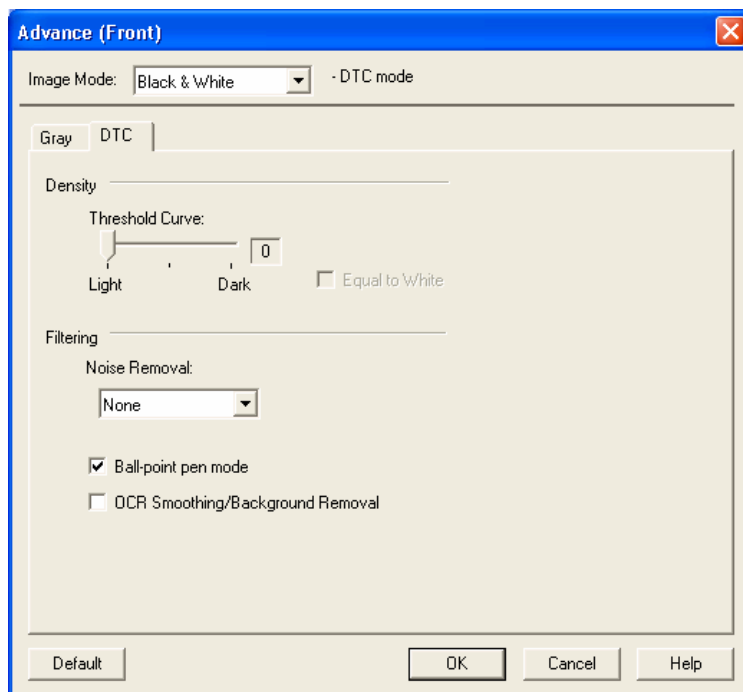 Advance (Front)
Image Mode: Black & White - DTC mode
Gray DTC
Density
Threshold Curve:
0
Light Dark Equal to White
Filtering
Noise Removal:
None
Ball-point pen mode
OCR Smoothing/Background Removal
Default OK Cancel Help